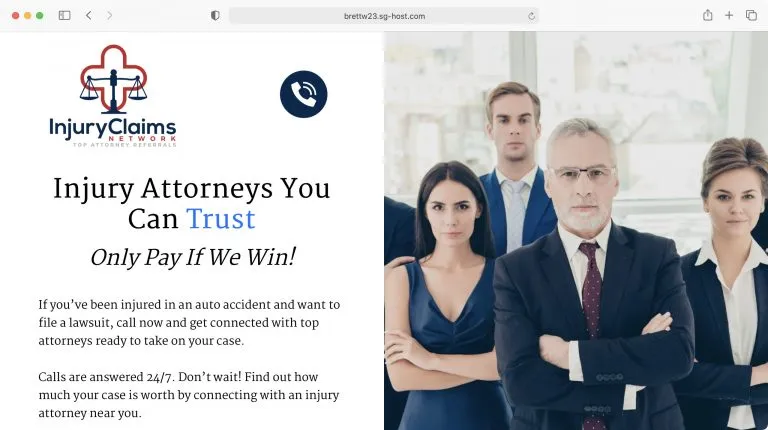 brettw23.sg-host.com
InjuryClaims
NETWORK
TOP ATTORNEY REFERRALS
Injury Attorneys You
Can Trust
Only Pay If We Win!
If you’ve been injured in an auto accident and want to
file a lawsuit, call now and get connected with top
attorneys ready to take on your case.
Calls are answered 24/7. Don’t wait! Find out how
much your case is worth by connecting with an injury
attorney near you.